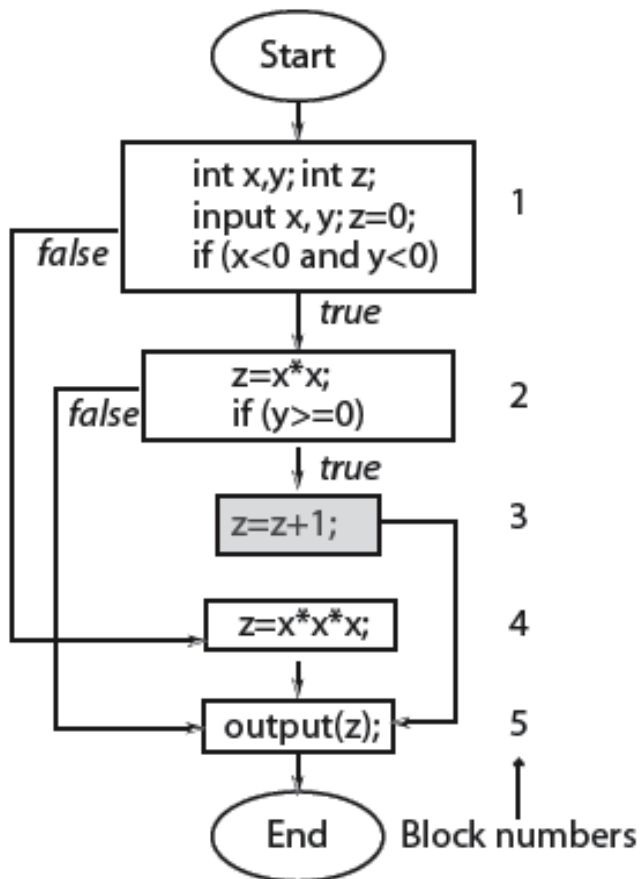 Start
int x,y; int z;
input x, y; z=0;
if (x<0 and y<0)
1
false
true
z=x*x;
if (y>=0)
2
false
true
z=z+1;
3
z=x*x*x;
4
output(z);
5
End
Block numbers